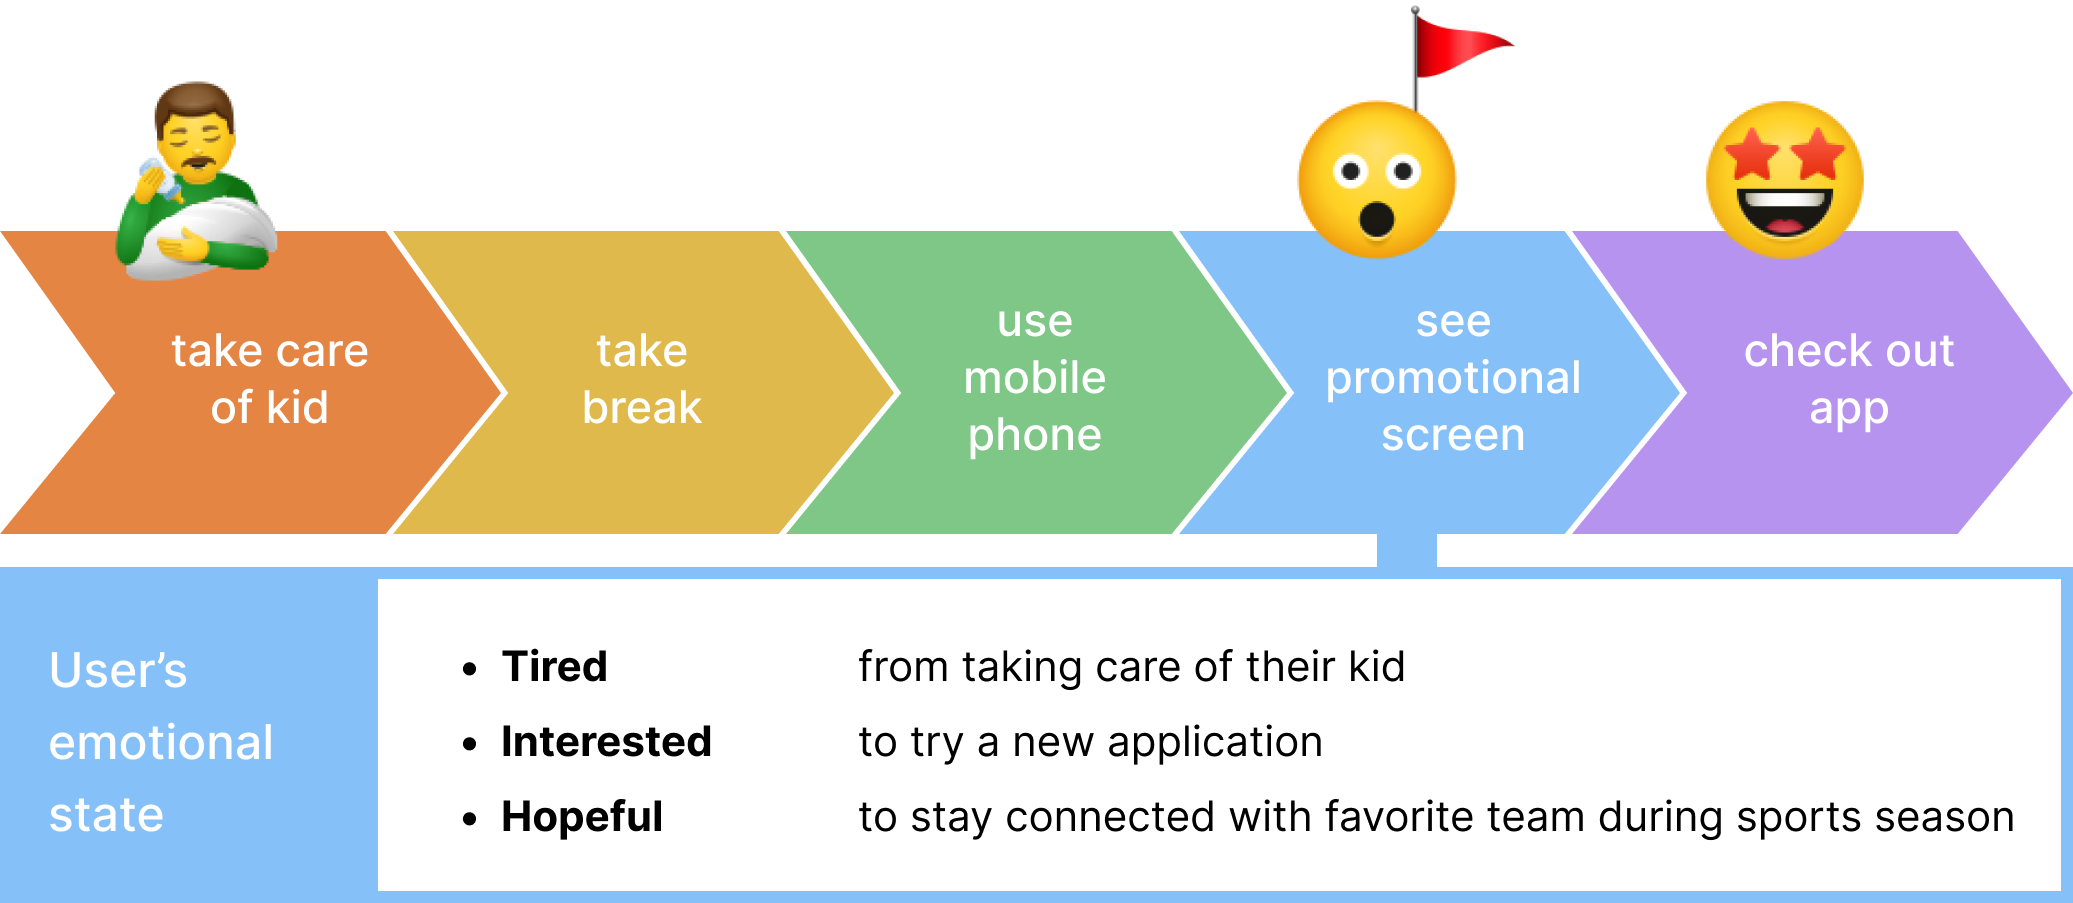 take care
of kid
take
break
use
mobile
phone
see
promotional
screen
check out
app
User’s
emotional
state
• Tired from taking care of their kid
• Interested to try a new application
• Hopeful to stay connected with favorite team during sports season